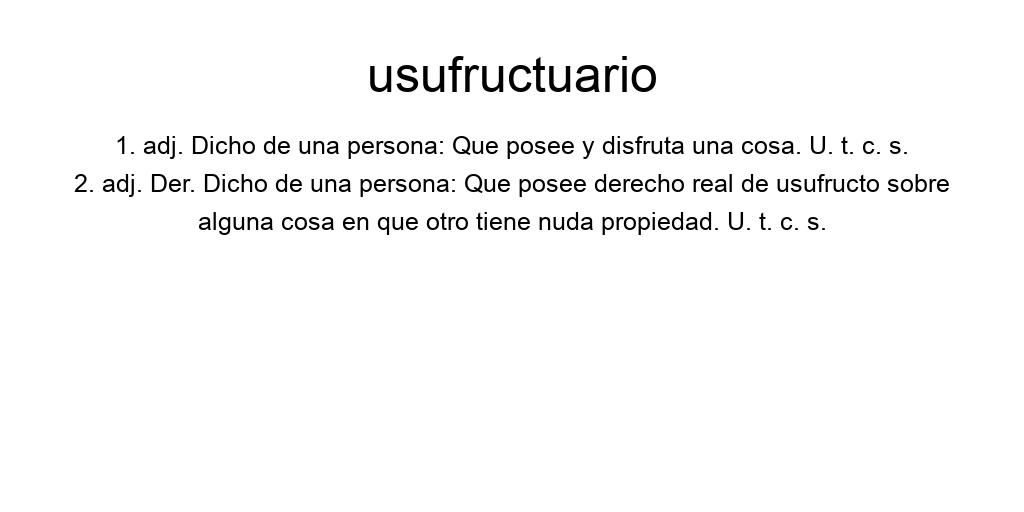 usufructuario
1. adj. Dicho de una persona: Que posee y disfruta una cosa. U. t. c. s.
2. adj. Der. Dicho de una persona: Que posee derecho real de usufructo sobre
alguna cosa en que otro tiene nuda propiedad. U. t. c. s.